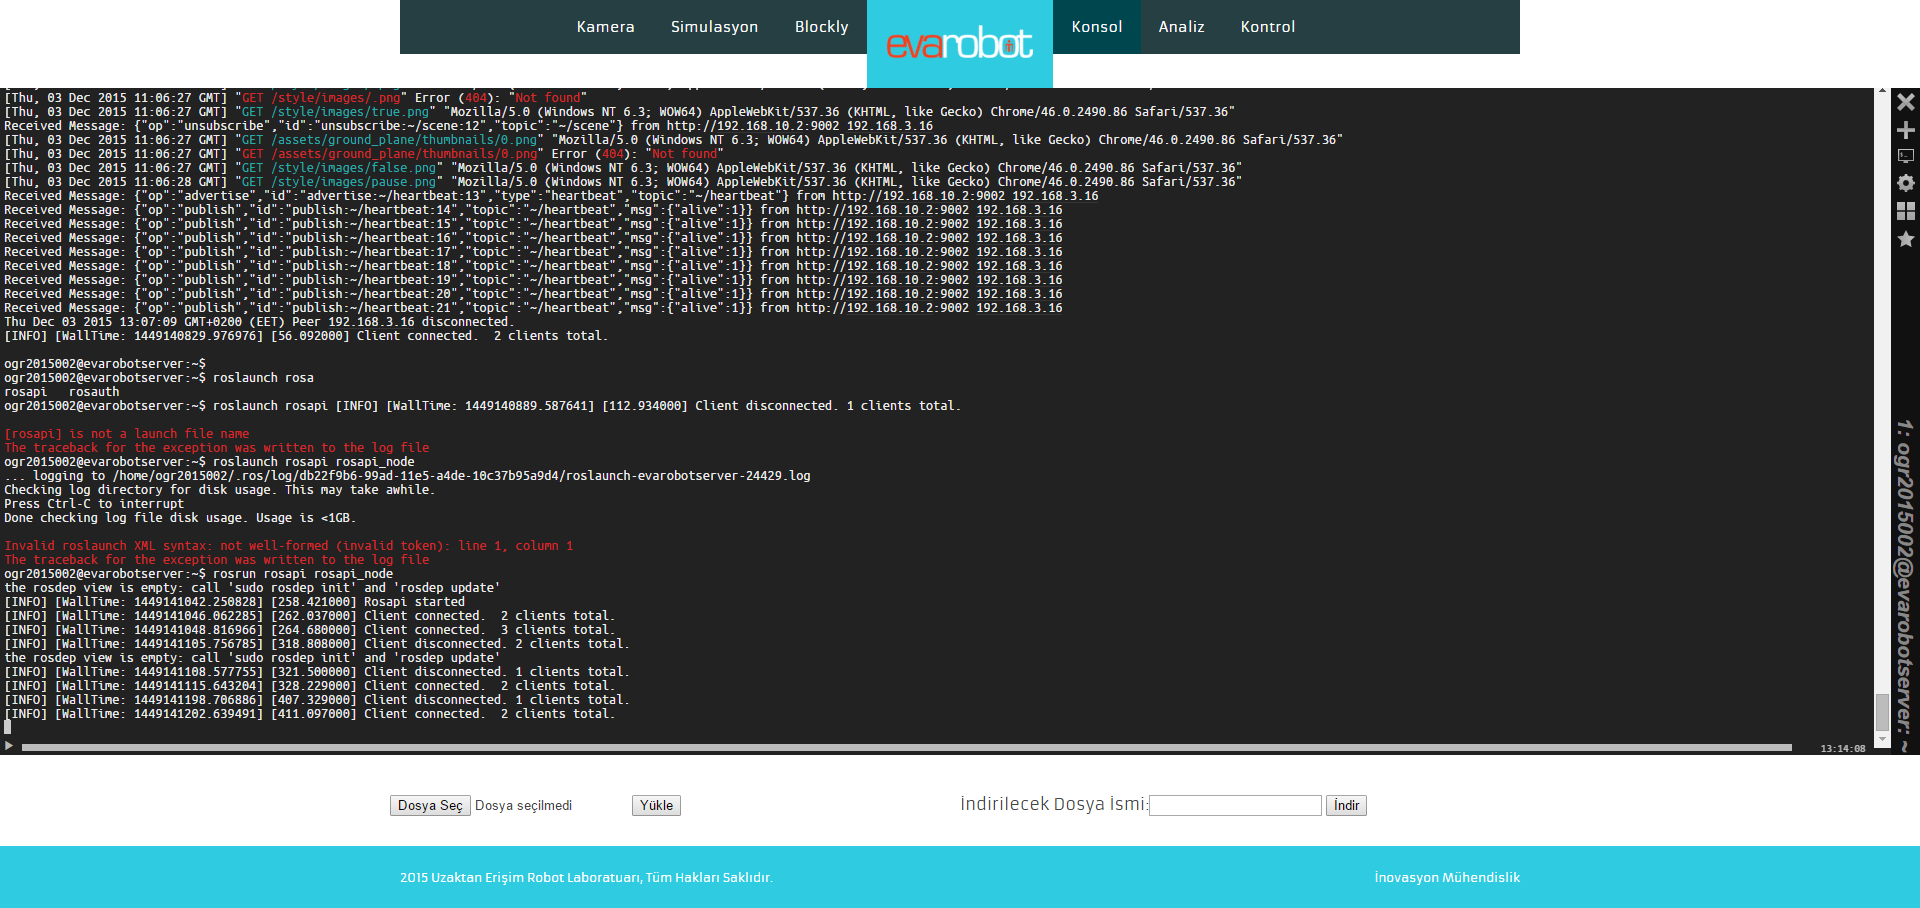 Kamera Simulasyon Blockly evarobot Konsol Analiz Kontrol
[Thu, 03 Dec 2015 11:06:27 GMT] "GET /style/images/.png" Error (404): "Not found"
[Thu, 03 Dec 2015 11:06:27 GMT] "GET /style/images/true.png" "Mozilla/5.0 (Windows NT 6.3; WOW64) AppleWebKit/537.36 (KHTML, like Gecko) Chrome/46.0.2490.86 Safari/537.36"
Received Message: {"op":"unsubscribe","id":"unsubscribe:~/scene:12","topic":"~/scene"} from http://192.168.10.2:9002 192.168.3.16
[Thu, 03 Dec 2015 11:06:27 GMT] "GET /assets/ground_plane/thumbnails/0.png" "Mozilla/5.0 (Windows NT 6.3; WOW64) AppleWebKit/537.36 (KHTML, like Gecko) Chrome/46.0.2490.86 Safari/537.36"
[Thu, 03 Dec 2015 11:06:27 GMT] "GET /assets/ground_plane/thumbnails/0.png" Error (404): "Not found"
[Thu, 03 Dec 2015 11:06:27 GMT] "GET /style/images/false.png" "Mozilla/5.0 (Windows NT 6.3; WOW64) AppleWebKit/537.36 (KHTML, like Gecko) Chrome/46.0.2490.86 Safari/537.36"
[Thu, 03 Dec 2015 11:06:28 GMT] "GET /style/images/pause.png" "Mozilla/5.0 (Windows NT 6.3; WOW64) AppleWebKit/537.36 (KHTML, like Gecko) Chrome/46.0.2490.86 Safari/537.36"
Received Message: {"op":"advertise","id":"advertise:~/heartbeat:13","type":"heartbeat","topic":"~/heartbeat"} from http://192.168.10.2:9002 192.168.3.16
Received Message: {"op":"publish","id":"publish:~/heartbeat:14","topic":"~/heartbeat","msg":{"alive":1}} from http://192.168.10.2:9002 192.168.3.16
Received Message: {"op":"publish","id":"publish:~/heartbeat:15","topic":"~/heartbeat","msg":{"alive":1}} from http://192.168.10.2:9002 192.168.3.16
Received Message: {"op":"publish","id":"publish:~/heartbeat:16","topic":"~/heartbeat","msg":{"alive":1}} from http://192.168.10.2:9002 192.168.3.16
Received Message: {"op":"publish","id":"publish:~/heartbeat:17","topic":"~/heartbeat","msg":{"alive":1}} from http://192.168.10.2:9002 192.168.3.16
Received Message: {"op":"publish","id":"publish:~/heartbeat:18","topic":"~/heartbeat","msg":{"alive":1}} from http://192.168.10.2:9002 192.168.3.16
Received Message: {"op":"publish","id":"publish:~/heartbeat:19","topic":"~/heartbeat","msg":{"alive":1}} from http://192.168.10.2:9002 192.168.3.16
Received Message: {"op":"publish","id":"publish:~/heartbeat:20","topic":"~/heartbeat","msg":{"alive":1}} from http://192.168.10.2:9002 192.168.3.16
Received Message: {"op":"publish","id":"publish:~/heartbeat:21","topic":"~/heartbeat","msg":{"alive":1}} from http://192.168.10.2:9002 192.168.3.16
Thu Dec 03 2015 13:07:09 GMT+0200 (EET) Peer 192.168.3.16 disconnected.
[INFO] [WallTime: 1449140829.976976] [56.092000] Client connected.  2 clients total.
ogr2015002@evarobotserver:~$
ogr2015002@evarobotserver:~$ roslaunch rosa
rosapi   rosauth
ogr2015002@evarobotserver:~$ roslaunch rosapi [INFO] [WallTime: 1449140889.587641] [112.934000] Client disconnected. 1 clients total.
[rosapi] is not a launch file name
The traceback for the exception was written to the log file
ogr2015002@evarobotserver:~$ roslaunch rosapi rosapi_node
... logging to /home/ogr2015002/.ros/log/db22f9b6-99ad-11e5-a4de-10c37b95a9d4/roslaunch-evarobotserver-24429.log
Checking log directory for disk usage. This may take awhile.
Press Ctrl-C to interrupt
Done checking log file disk usage. Usage is <1GB.
Invalid roslaunch XML syntax: not well-formed (invalid token): line 1, column 1
The traceback for the exception was written to the log file
ogr2015002@evarobotserver:~$ rosrun rosapi rosapi_node
the rosdep view is empty: call 'sudo rosdep init' and 'rosdep update'
[INFO] [WallTime: 1449141042.250828] [258.421000] Rosapi started
[INFO] [WallTime: 1449141046.062285] [262.037000] Client connected.  2 clients total.
[INFO] [WallTime: 1449141048.816966] [264.680000] Client connected.  3 clients total.
[INFO] [WallTime: 1449141105.756785] [318.808000] Client disconnected. 2 clients total.
the rosdep view is empty: call 'sudo rosdep init' and 'rosdep update'
[INFO] [WallTime: 1449141108.577755] [321.500000] Client disconnected. 1 clients total.
[INFO] [WallTime: 1449141115.643204] [328.229000] Client connected.  2 clients total.
[INFO] [WallTime: 1449141198.706886] [407.329000] Client disconnected. 1 clients total.
[INFO] [WallTime: 1449141202.639491] [411.097000] Client connected.  2 clients total.
13:14:08
1: ogr2015002@evarobotserver: ~
Dosya Seç Dosya seçilmedi Yükle İndirilecek Dosya İsmi: İndir
2015 Uzaktan Erişim Robot Laboratuarı, Tüm Hakları Saklıdır. İnovasyon Mühendislik